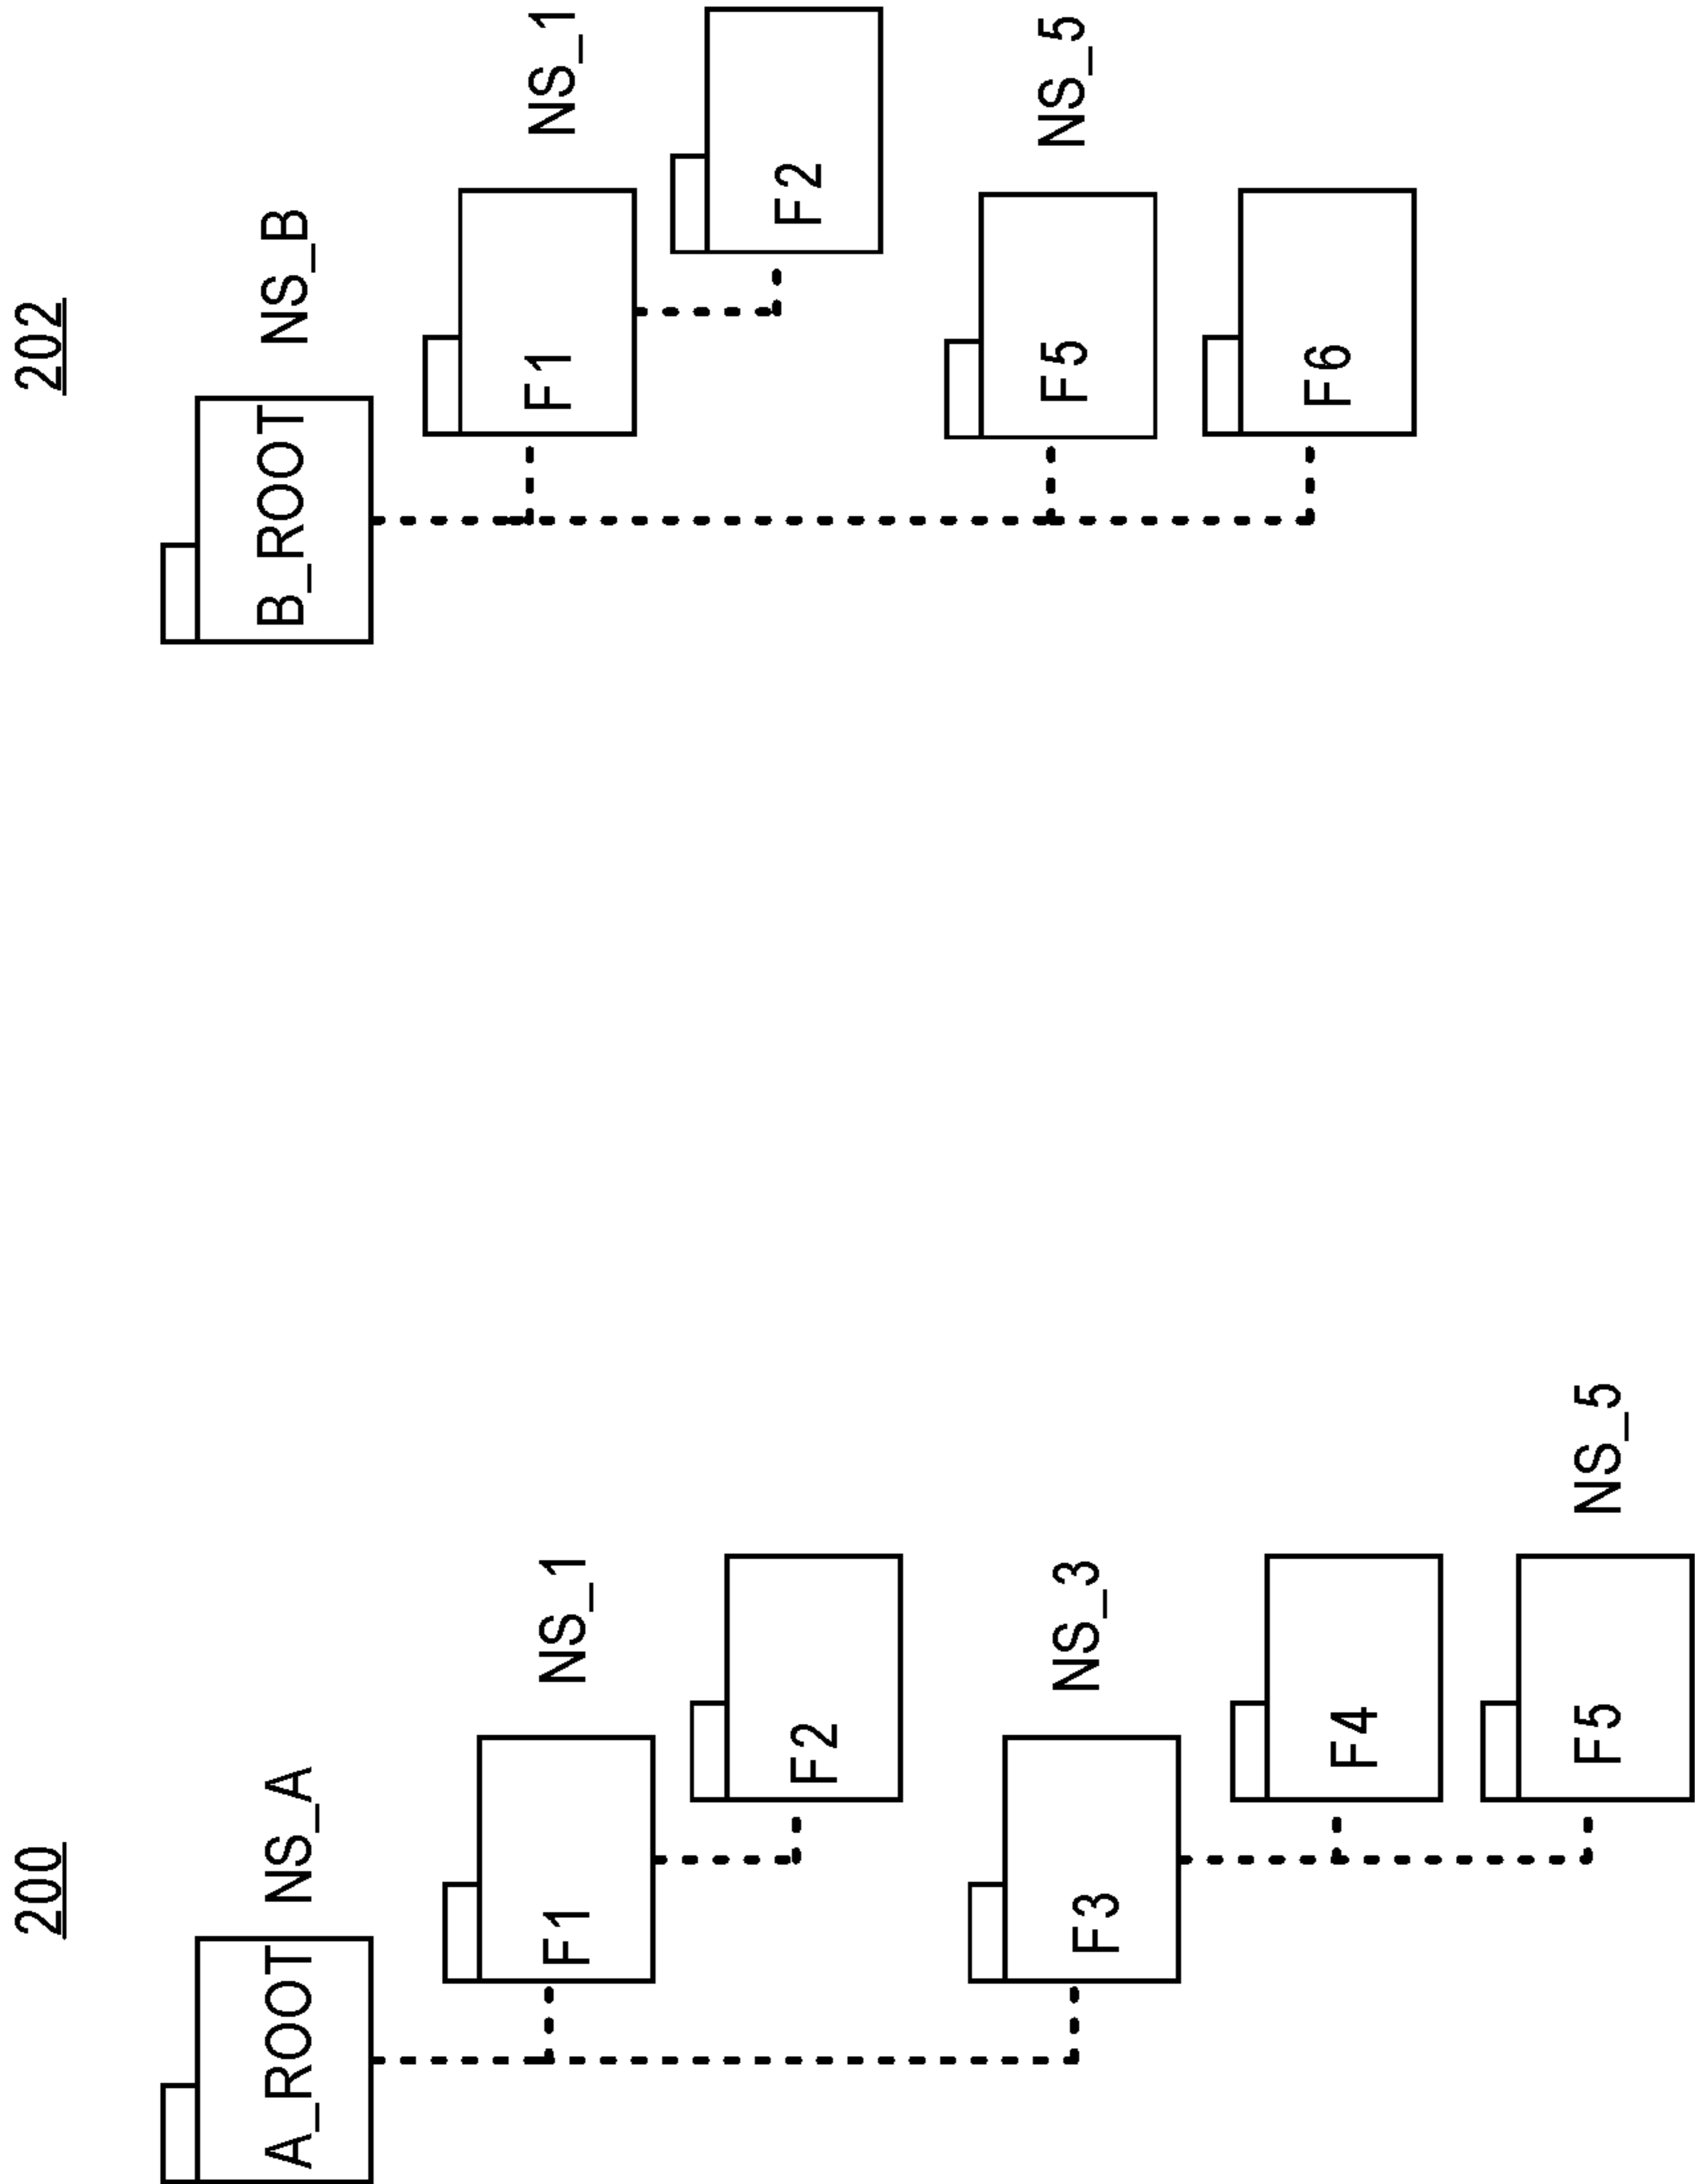 200
A_ROOT NS_A
F1 NS_1
F2
F3 NS_3
F4
F5 NS_5
202
B_ROOT NS_B
F1 NS_1
F2
F5 NS_5
F6